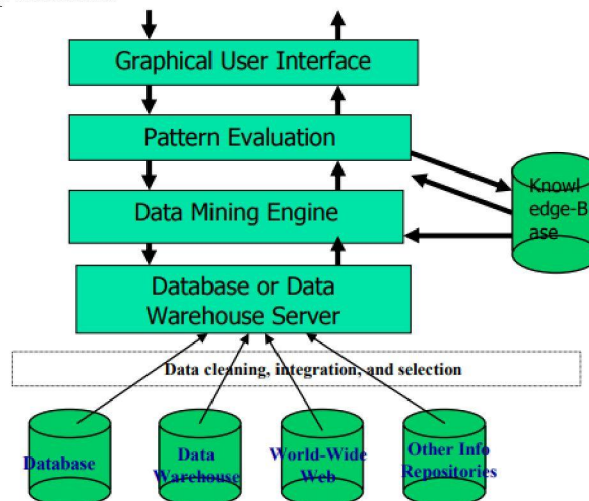 Graphical User Interface
Pattern Evaluation
Knowl
edge-B
ase
Data Mining Engine
Database or Data
Warehouse Server
Data cleaning, integration, and selection
Database
Data
Warehouse
World-Wide
Web
Other Info
Repositories